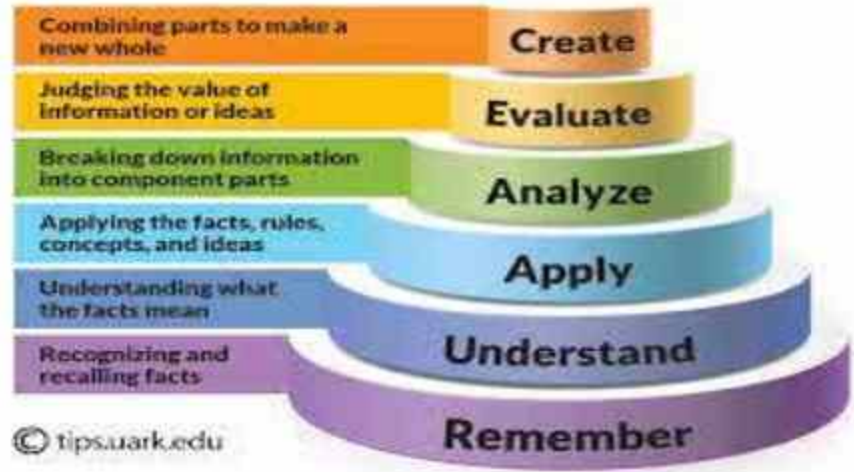 Combining parts to make a
new whole
Create
Judging the value of
information or ideas
Evaluate
Breaking down information
into component parts
Analyze
Applying the facts, rules,
concepts, and ideas
Apply
Understanding what
the facts mean
Understand
Recognizing and
recalling facts
Remember
© tips.uark.edu